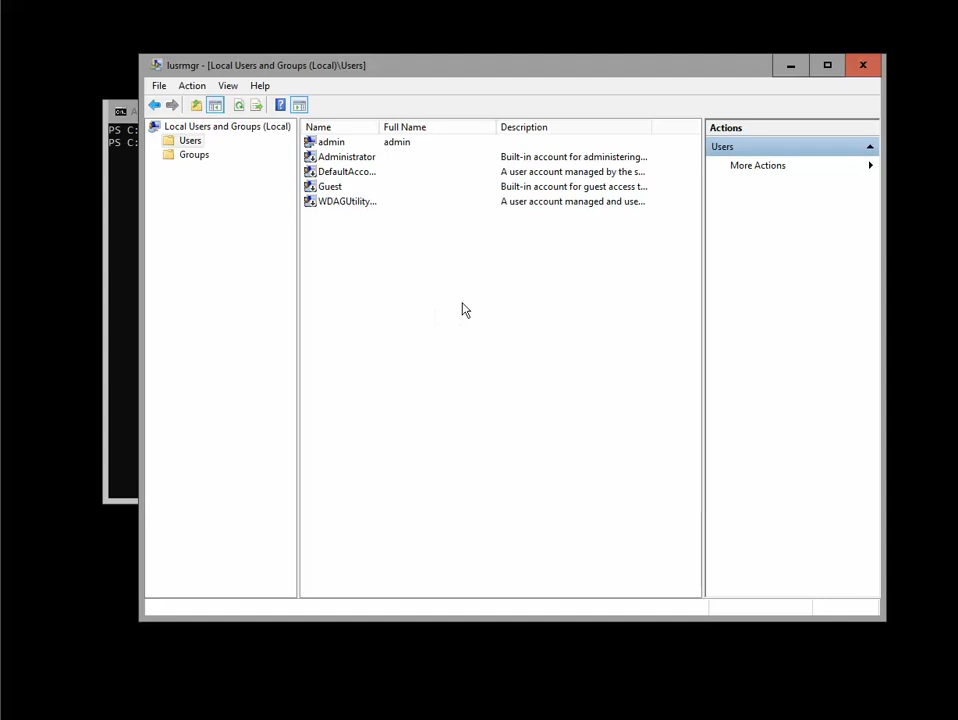 lusrmgr - [Local Users and Groups (Local)\Users]
File Action View Help
PS C:
PS C:
Local Users and Groups (Local)
Users
Groups
Name Full Name Description
admin admin
Administrator Built-in account for administering...
DefaultAcco... A user account managed by the s...
Guest Built-in account for guest access t...
WDAGUtility... A user account managed and use...
Actions
Users
More Actions